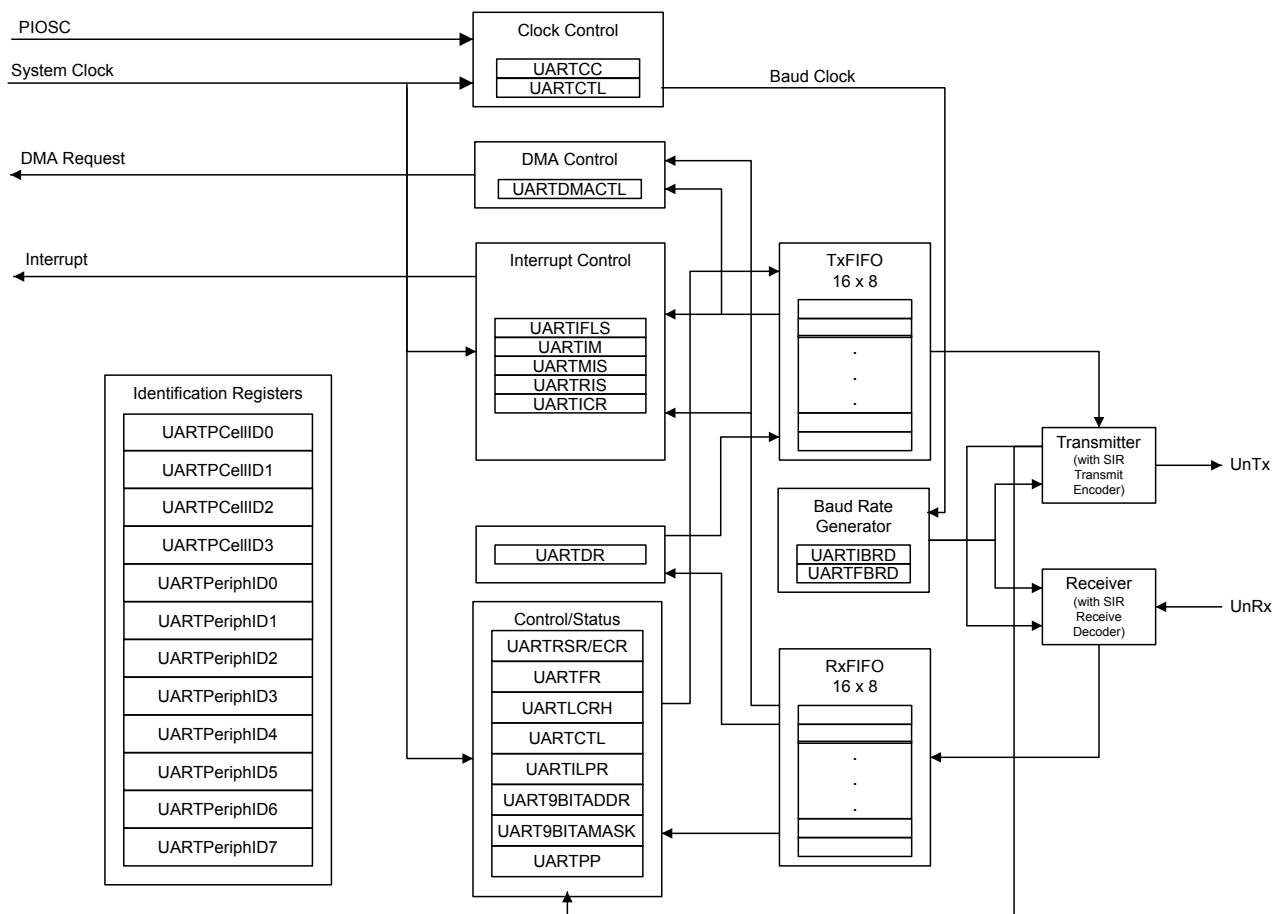 PIOSC
System Clock
Clock Control
UARTCC
UARTCTL
Baud Clock
DMA Request
DMA Control
UARTDMACTL
Interrupt
Interrupt Control
UARTIFLS
UARTIM
UARTMIS
UARTRIS
UARTICR
TxFIFO
16 x 8
.
.
.
Identification Registers
UARTPCellID0
UARTPCellID1
UARTPCellID2
UARTPCellID3
UARTPeriphID0
UARTPeriphID1
UARTPeriphID2
UARTPeriphID3
UARTPeriphID4
UARTPeriphID5
UARTPeriphID6
UARTPeriphID7
Transmitter
(with SIR
Transmit
Encoder)
UnTx
UARTDR
Baud Rate
Generator
UARTIBRD
UARTFBRD
Receiver
(with SIR
Receive
Decoder)
UnRx
Control/Status
UARTRSR/ECR
UARTFR
UARTLCRH
UARTCTL
UARTILPR
UART9BITADDR
UART9BITAMASK
UARTPP
RxFIFO
16 x 8
.
.
.